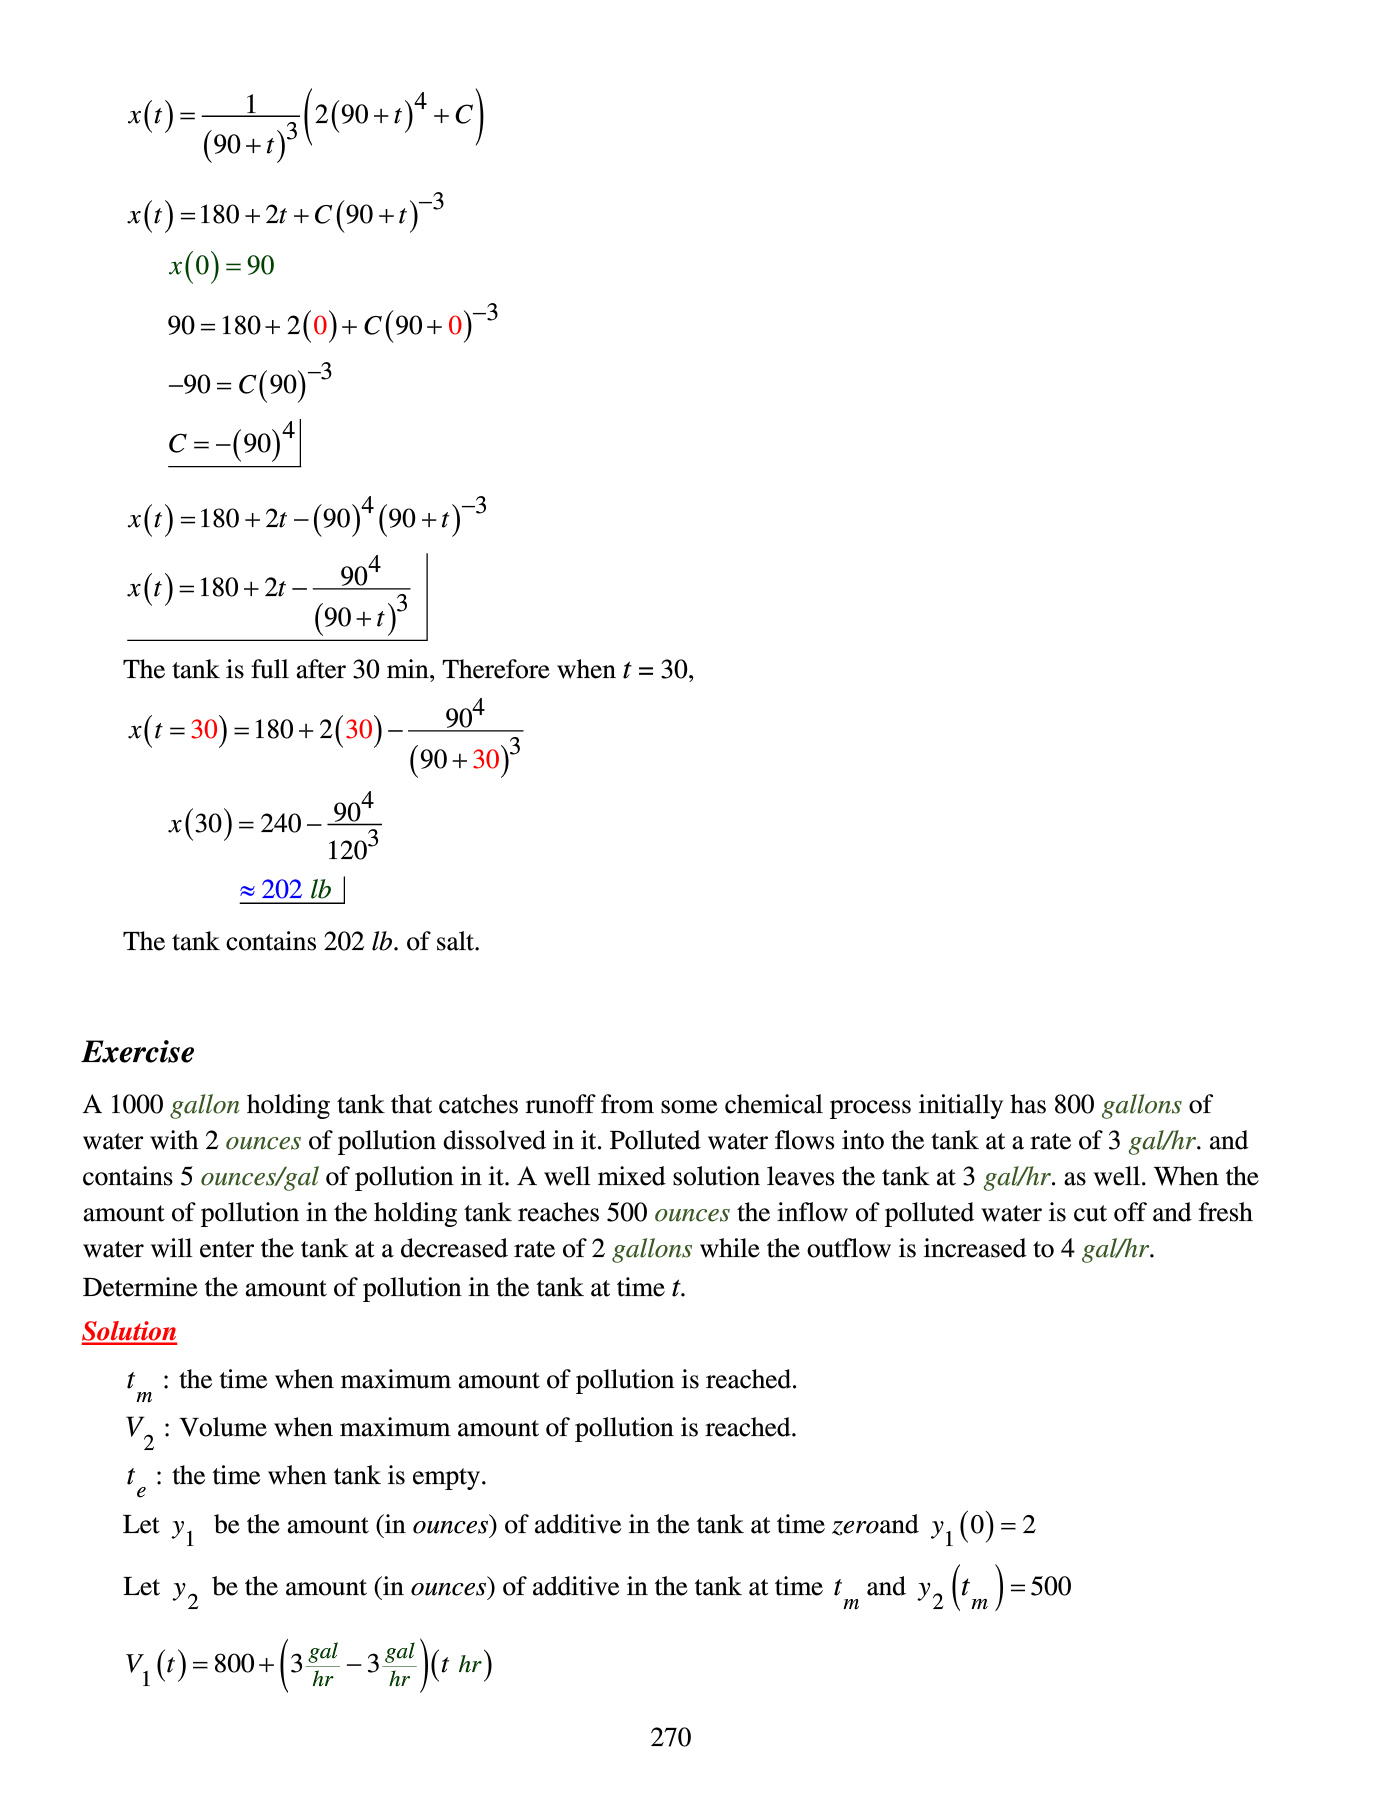 x(t) = 1/(90+t)^3 (2(90+t)^4 + C)
x(t) = 180 + 2t + C(90+t)^−3
x(0) = 90
90 = 180 + 2(0) + C(90+0)^−3
−90 = C(90)^−3
C = −(90)^4
x(t) = 180 + 2t − (90)^4 (90+t)^−3
x(t) = 180 + 2t − 90^4/(90+t)^3
The tank is full after 30 min, Therefore when t = 30,
x(t = 30) = 180 + 2(30) − 90^4/(90+30)^3
x(30) = 240 − 90^4/120^3
≈ 202 lb
The tank contains 202 lb. of salt.
Exercise
A 1000 gallon holding tank that catches runoff from some chemical process initially has 800 gallons of
water with 2 ounces of pollution dissolved in it. Polluted water flows into the tank at a rate of 3 gal/hr. and
contains 5 ounces/gal of pollution in it. A well mixed solution leaves the tank at 3 gal/hr. as well. When the
amount of pollution in the holding tank reaches 500 ounces the inflow of polluted water is cut off and fresh
water will enter the tank at a decreased rate of 2 gallons while the outflow is increased to 4 gal/hr.
Determine the amount of pollution in the tank at time t.
Solution
t_m : the time when maximum amount of pollution is reached.
V_2 : Volume when maximum amount of pollution is reached.
t_e : the time when tank is empty.
Let y_1 be the amount (in ounces) of additive in the tank at time zeroand y_1(0) = 2
Let y_2 be the amount (in ounces) of additive in the tank at time t_m and y_2(t_m) = 500
V_1(t) = 800 + (3 gal/hr − 3 gal/hr)(t hr)
270